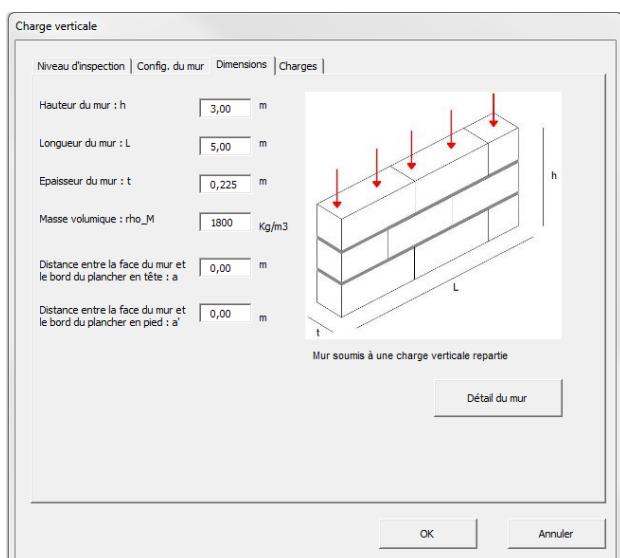 Charge verticale
Niveau d'inspection | Config. du mur | Dimensions | Charges
Hauteur du mur : h 3,00 m
Longueur du mur : L 5,00 m
Epaisseur du mur : t 0,225 m
Masse volumique : rho_M 1800 Kg/m3
Distance entre la face du mur et
le bord du plancher en tête : a 0,00 m
Distance entre la face du mur et
le bord du plancher en pied : a' 0,00 m
h
L
t
Mur soumis à une charge verticale repartie
Détail du mur
OK Annuler